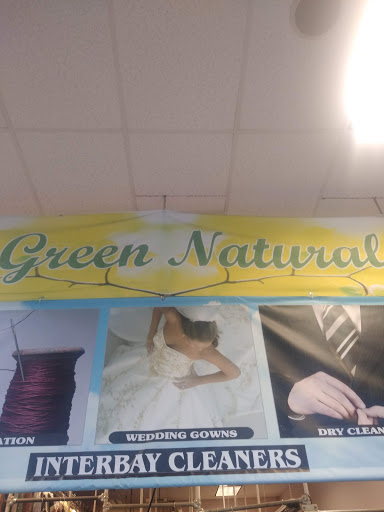 Green Natural
ATION
WEDDING GOWNS
DRY CLEAN
INTERBAY CLEANERS